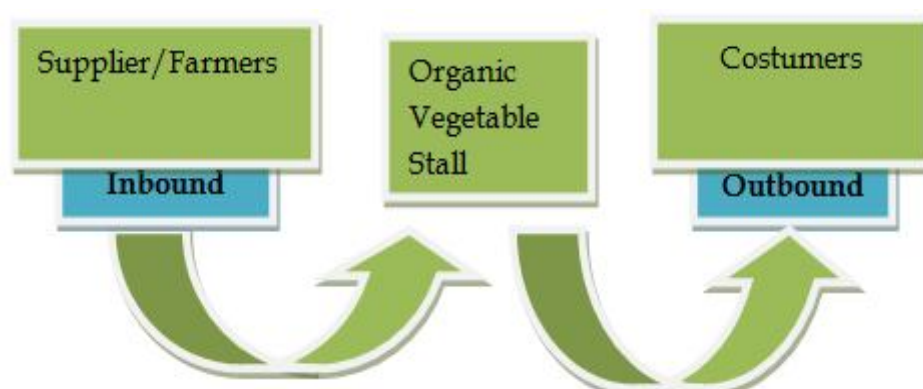 Supplier/Farmers
Inbound
Organic
Vegetable
Stall
Costumers
Outbound